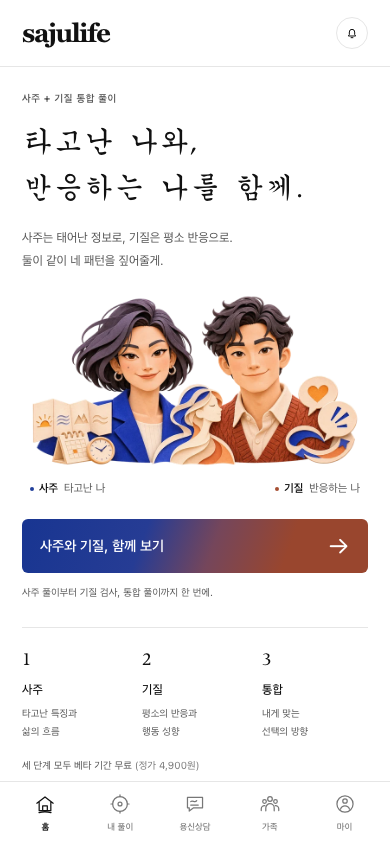 sajulife
사주 + 기질 통합 풀이
타고난 나와,
반응하는 나를 함께.
사주는 태어난 정보로, 기질은 평소 반응으로.
둘이 같이 네 패턴을 짚어줄게.
사주 타고난 나
기질 반응하는 나
사주와 기질, 함께 보기
사주 풀이부터 기질 검사, 통합 풀이까지 한 번에.
1
2
3
사주
기질
통합
타고난 특징과
삶의 흐름
평소의 반응과
행동 성향
내게 맞는
선택의 방향
세 단계 모두 베타 기간 무료 (정가 4,900원)
홈
내 풀이
용신상담
가족
마이